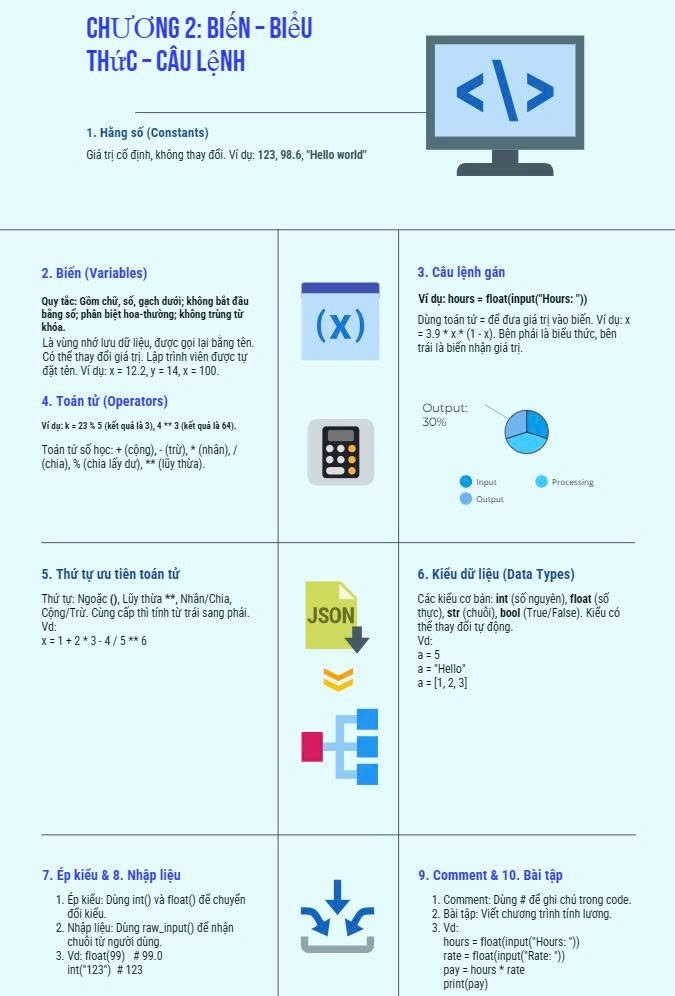 CHƯƠNG 2: BIẾN – BIỂU
THỨC – CÂU LỆNH
1. Hằng số (Constants)
Giá trị cố định, không thay đổi. Ví dụ: 123, 98.6, "Hello world"
2. Biến (Variables)
Quy tắc: Gồm chữ, số, gạch dưới; không bắt đầu
bằng số; phân biệt hoa-thường; không trùng từ
khóa.
Là vùng nhớ lưu dữ liệu, được gọi lại bằng tên.
Có thể thay đổi giá trị. Lập trình viên được tự
đặt tên. Ví dụ: x = 12.2, y = 14, x = 100.
(x)
3. Câu lệnh gán
Ví dụ: hours = float(input("Hours: "))
Dùng toán tử = để đưa giá trị vào biến. Ví dụ: x
= 3.9 * x * (1 - x). Bên phải là biểu thức, bên
trái là biến nhận giá trị.
4. Toán tử (Operators)
Ví dụ: k = 23 % 5 (kết quả là 3), 4 ** 3 (kết quả là 64).
Toán tử số học: + (cộng), - (trừ), * (nhân), /
(chia), % (chia lấy dư), ** (lũy thừa).
Output:
30%
Input
Processing
Output
5. Thứ tự ưu tiên toán tử
Thứ tự: Ngoặc (), Lũy thừa **, Nhân/Chia,
Cộng/Trừ. Cùng cấp thì tính từ trái sang phải.
Vd:
x = 1 + 2 * 3 - 4 / 5 ** 6
JSON
6. Kiểu dữ liệu (Data Types)
Các kiểu cơ bản: int (số nguyên), float (số
thực), str (chuỗi), bool (True/False). Kiểu có
thể thay đổi tự động.
Vd:
a = 5
a = "Hello"
a = [1, 2, 3]
7. Ép kiểu & 8. Nhập liệu
1. Ép kiểu: Dùng int() và float() để chuyển
đổi kiểu.
2. Nhập liệu: Dùng raw_input() để nhận
chuỗi từ người dùng.
3. Vd: float(99) # 99.0
int("123") # 123
9. Comment & 10. Bài tập
1. Comment: Dùng # để ghi chú trong code.
2. Bài tập: Viết chương trình tính lương.
3. Vd:
hours = float(input("Hours: "))
rate = float(input("Rate: "))
pay = hours * rate
print(pay)